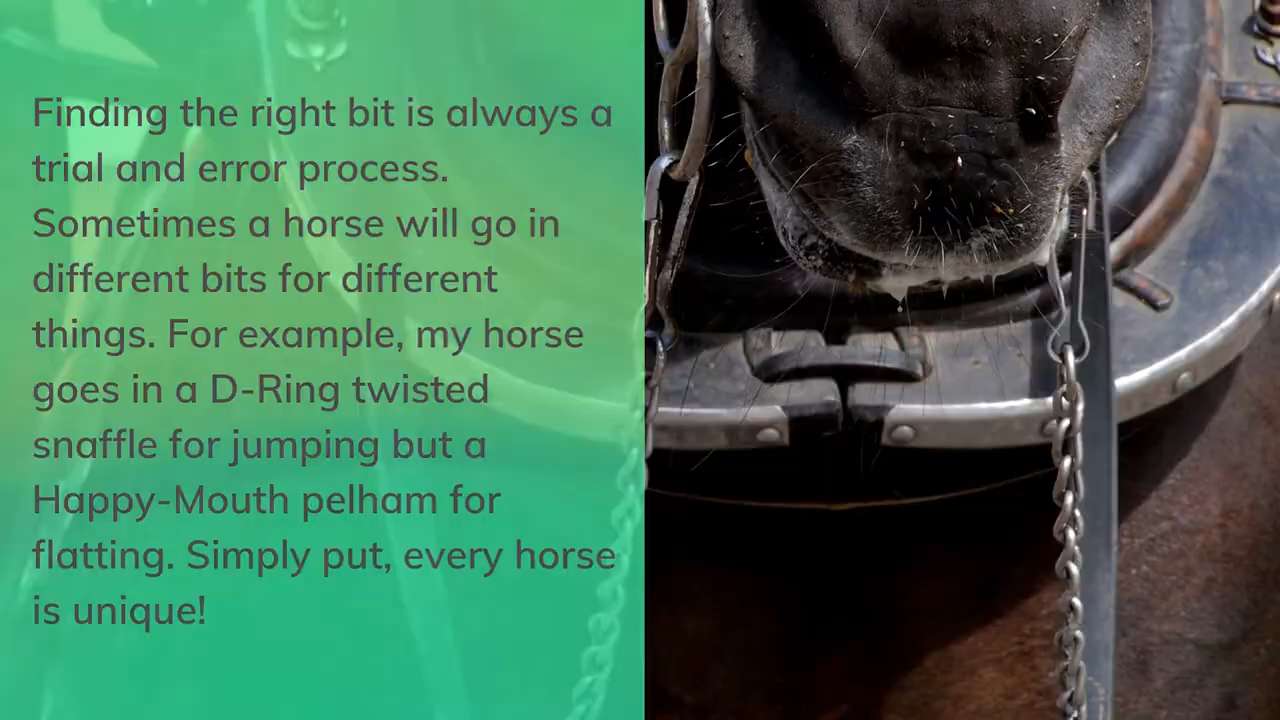 Finding the right bit is always a
trial and error process.
Sometimes a horse will go in
different bits for different
things. For example, my horse
goes in a D-Ring twisted
snaffle for jumping but a
Happy-Mouth pelham for
flatting. Simply put, every horse
is unique!